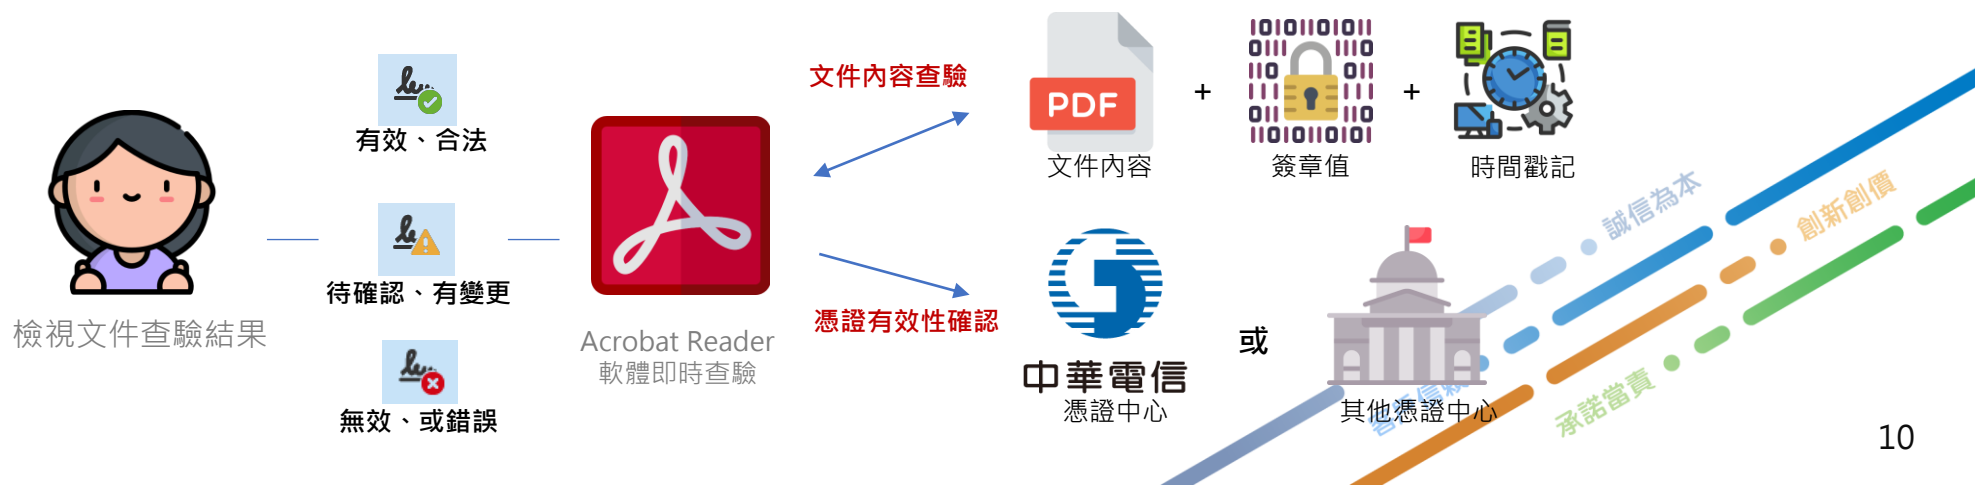 有效、合法
待確認、有變更
無效、或錯誤
檢視文件查驗結果
Acrobat Reader
軟體即時查驗
文件內容查驗
憑證有效性確認
PDF
文件內容
+
簽章值
+
時間戳記
中華電信
憑證中心
或
其他憑證中心
誠信為本
創新創價
承諾當責
10